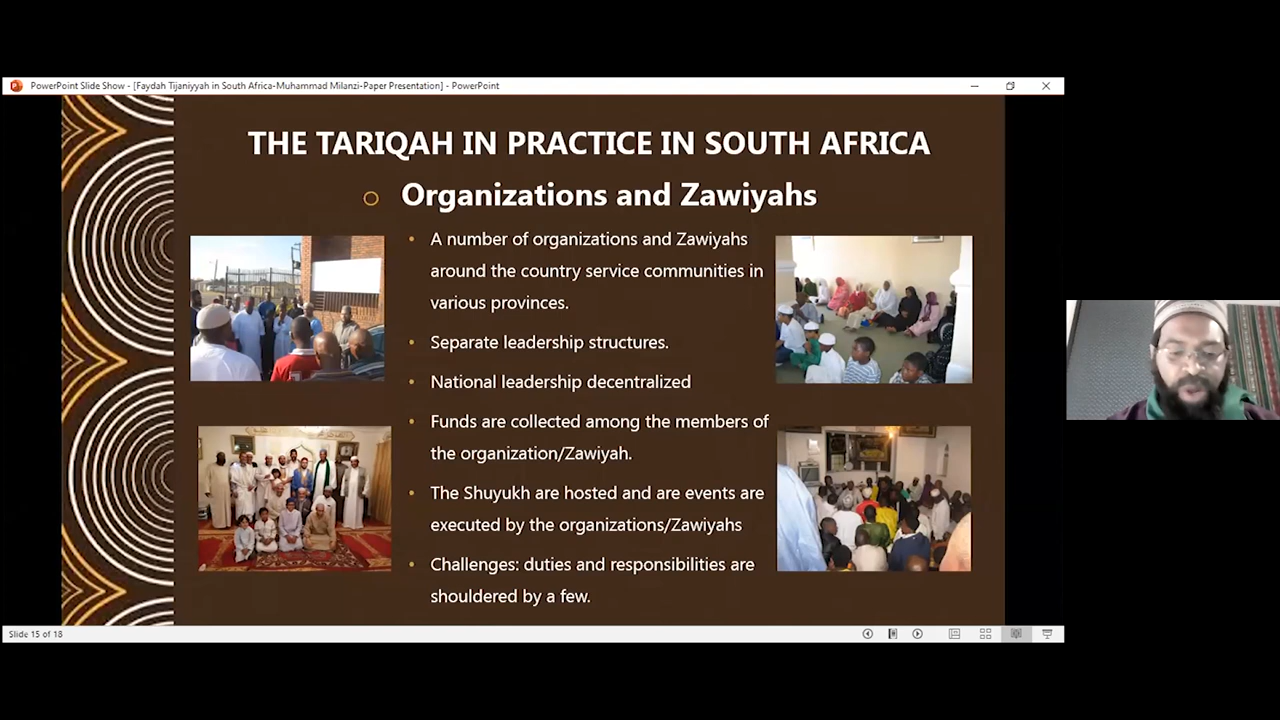 PowerPoint Slide Show - [Faydah Tijaniyyah in South Africa-Muhammad Milanzi-Paper Presentation] - PowerPoint
THE TARIQAH IN PRACTICE IN SOUTH AFRICA
Organizations and Zawiyahs
• A number of organizations and Zawiyahs
around the country service communities in
various provinces.
• Separate leadership structures.
• National leadership decentralized
• Funds are collected among the members of
the organization/Zawiyah.
• The Shuyukh are hosted and are events are
executed by the organizations/Zawiyahs
• Challenges: duties and responsibilities are
shouldered by a few.
Slide 15 of 18